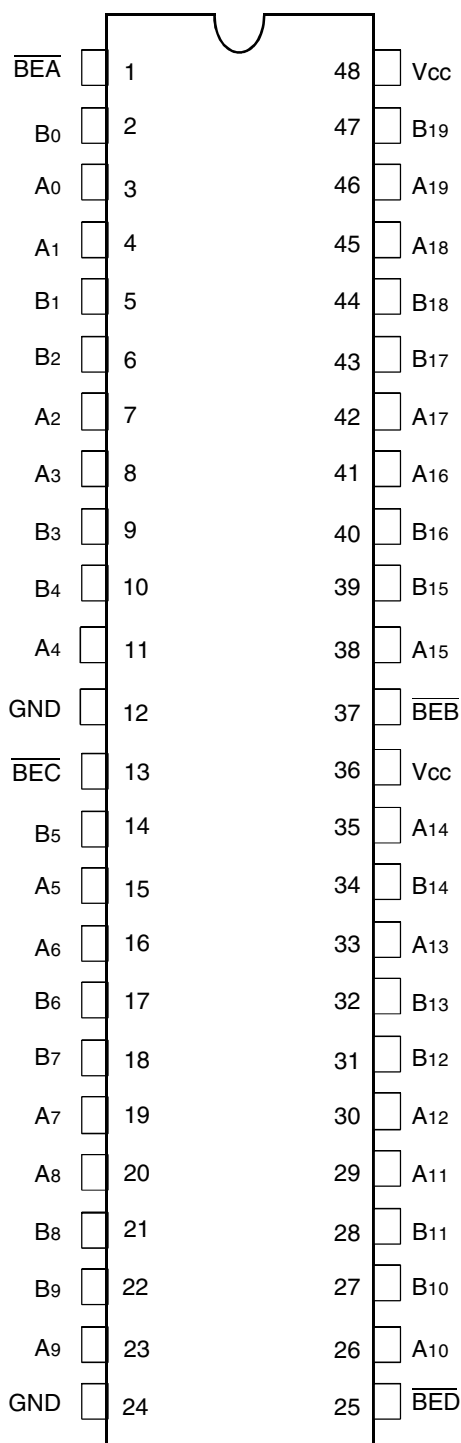 BEA 1 48 Vcc
B0 2 47 B19
A0 3 46 A19
A1 4 45 A18
B1 5 44 B18
B2 6 43 B17
A2 7 42 A17
A3 8 41 A16
B3 9 40 B16
B4 10 39 B15
A4 11 38 A15
GND 12 37 BEB
BEC 13 36 Vcc
B5 14 35 A14
A5 15 34 B14
A6 16 33 A13
B6 17 32 B13
B7 18 31 B12
A7 19 30 A12
A8 20 29 A11
B8 21 28 B11
B9 22 27 B10
A9 23 26 A10
GND 24 25 BED